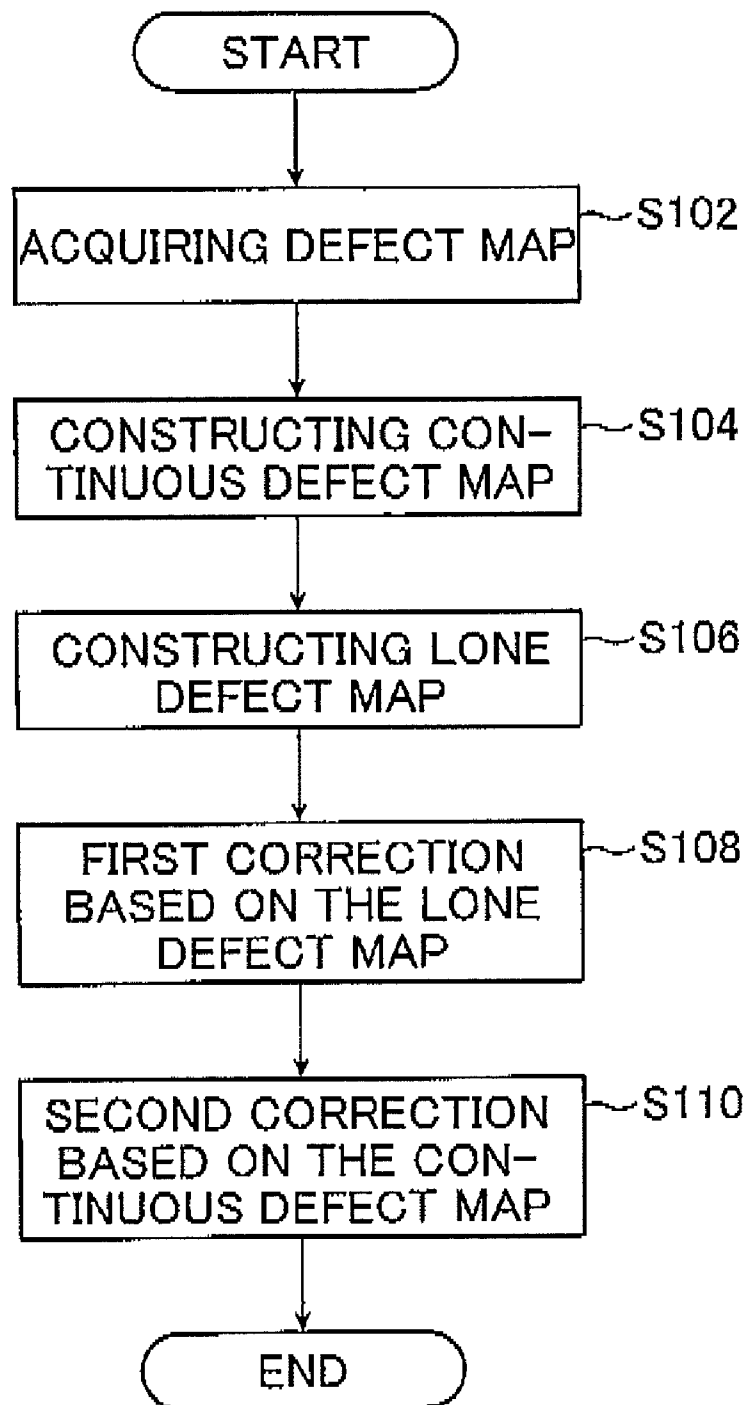 START
ACQUIRING DEFECT MAP
S102
CONSTRUCTING CON-
TINUOUS DEFECT MAP
S104
CONSTRUCTING LONE
DEFECT MAP
S106
FIRST CORRECTION
BASED ON THE LONE
DEFECT MAP
S108
SECOND CORRECTION
BASED ON THE CON-
TINUOUS DEFECT MAP
S110
END